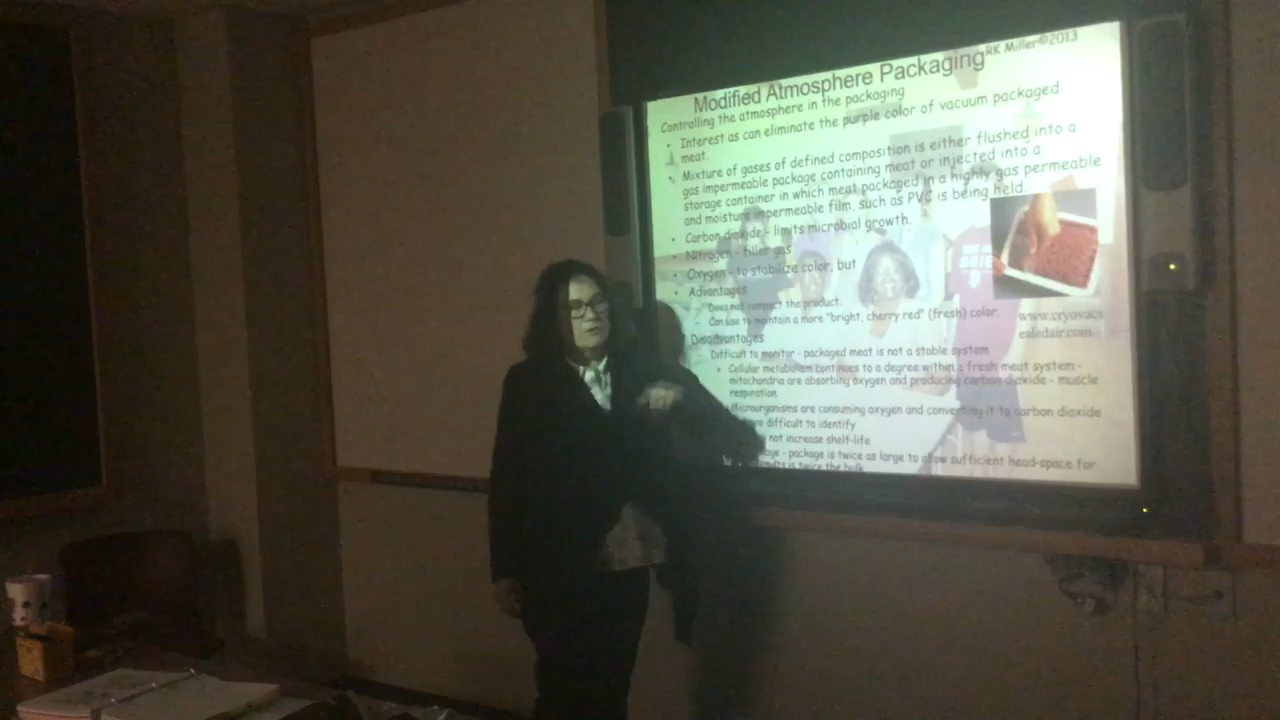 RK Miller©2013
Modified Atmosphere Packaging
Controlling the atmosphere in the packaging
• Interest as can eliminate the purple color of vacuum packaged
meat.
• Mixture of gases of defined composition is either flushed into a
gas impermeable package containing meat or injected into a
storage container in which meat packaged in a highly gas permeable
and moisture impermeable film, such as PVC is being held.
• Carbon dioxide - limits microbial growth.
• Nitrogen - filler gas
• Oxygen - to stabilize color, but
• Advantages
– Does not compact the product.
– Can use to maintain a more "bright, cherry red" (fresh) color.
www.cryovacs
ealedair.com
Disadvantages
Difficult to monitor - packaged meat is not a stable system
• Cellular metabolism continues to a degree within a fresh meat system -
mitochondria are absorbing oxygen and producing carbon dioxide - muscle
respiration.
Microorganisms are consuming oxygen and converting it to carbon dioxide
difficult to identify
not increase shelf-life
- package is twice as large to allow sufficient head-space for
is twice the bulk